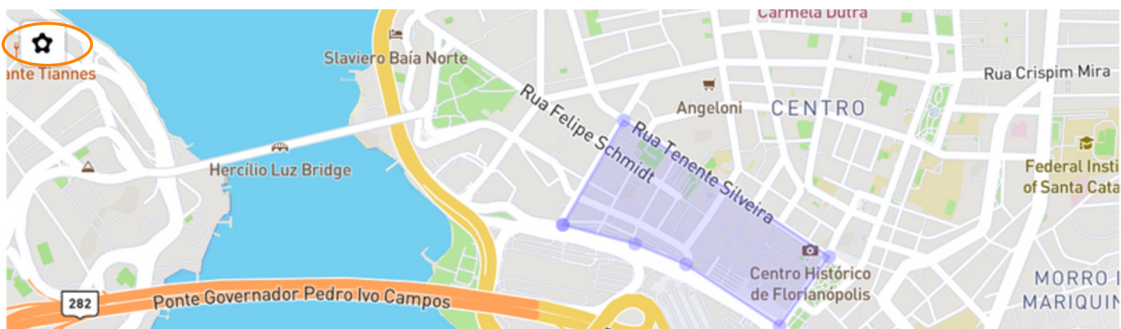 Carmela Dutra
ante Tiannes
Slaviero Baía Norte
Rua Crispim Mira
Rua Felipe Schmidt
Angeloni
CENTRO
Rua Tenente Silveira
Hercílio Luz Bridge
Federal Insti
of Santa Cata
Centro Histórico
de Florianópolis
MORRO
MARIQUIN
282
Ponte Governador Pedro Ivo Campos